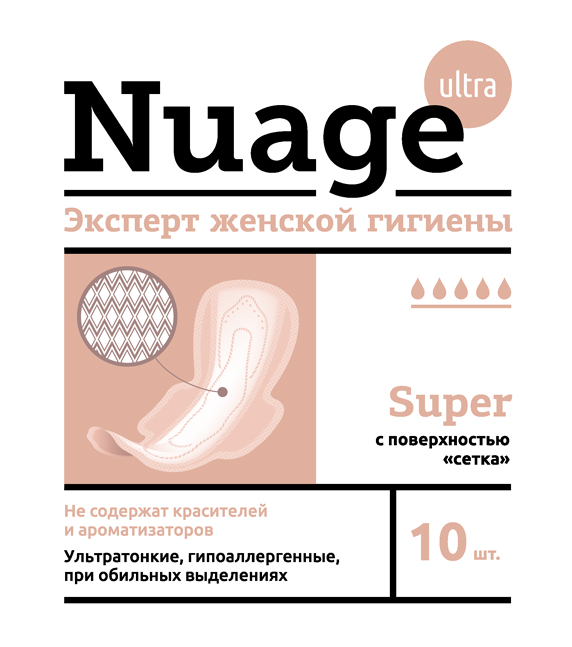 ultra
Nuage
Эксперт женской гигиены
Super
с поверхностью
«сетка»
Не содержат красителей
и ароматизаторов
Ультратонкие, гипоаллергенные,
при обильных выделениях
10 шт.